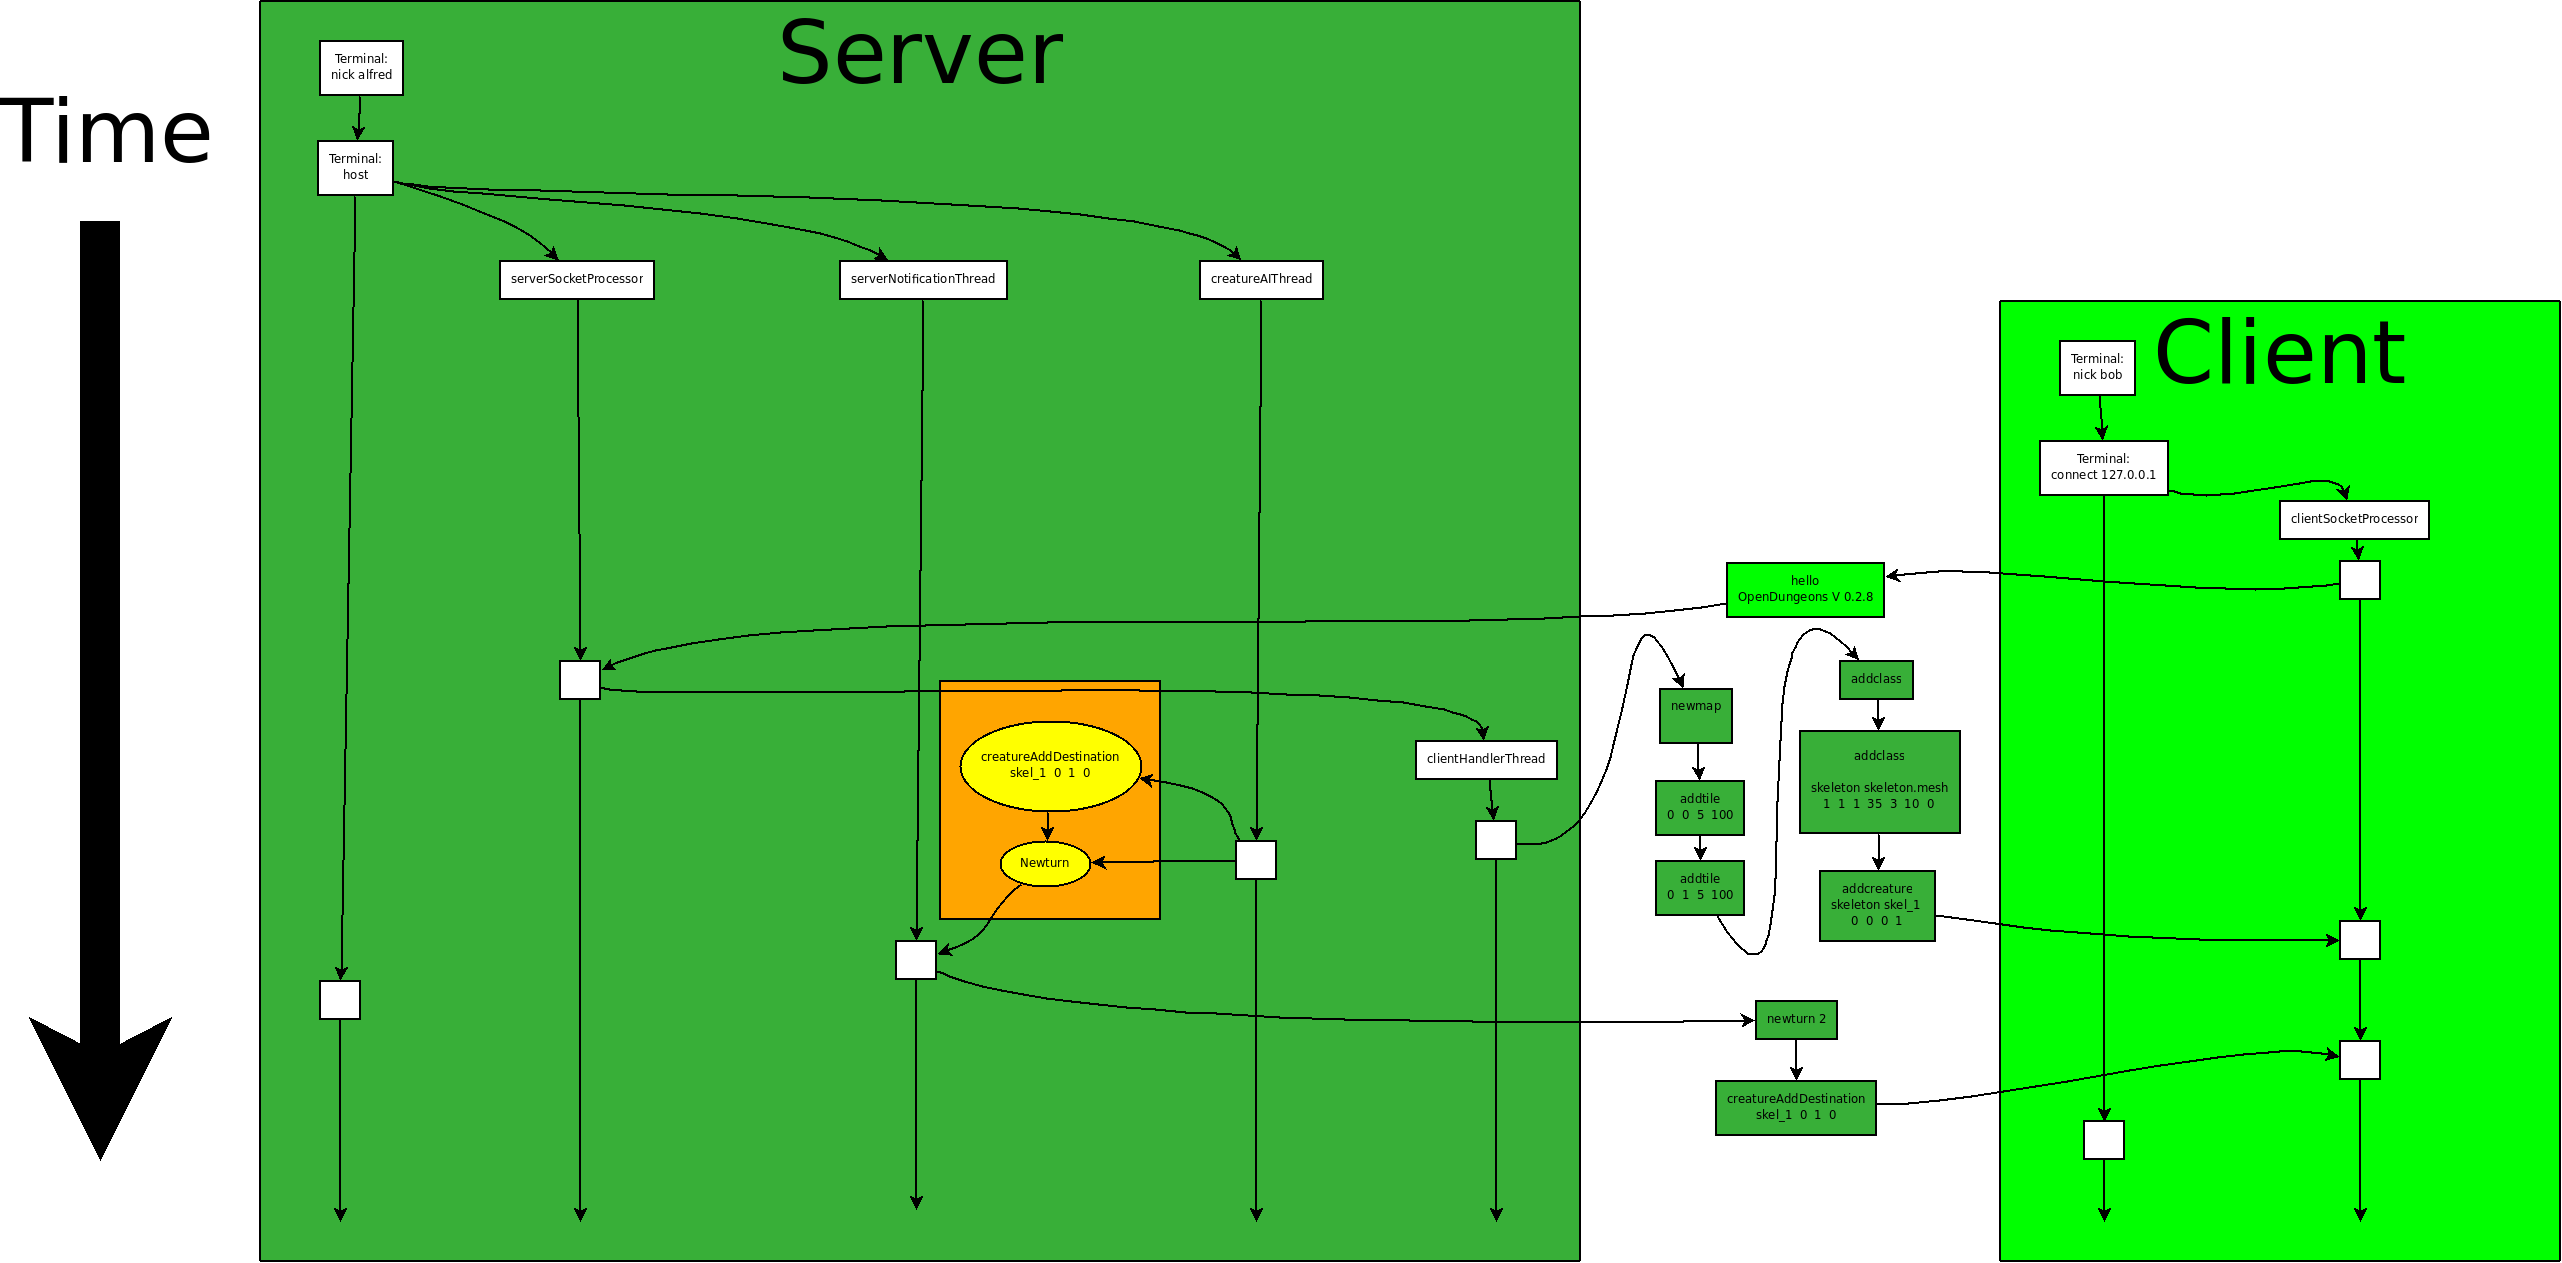 Server
Time
Terminal:
nick alfred
Terminal:
host
serverSocketProcessor
serverNotificationThread
creatureAIThread
Client
Terminal:
nick bob
Terminal:
connect 127.0.0.1
clientSocketProcessor
hello
OpenDungeons V 0.2.8
creatureAddDestination
skel_1 0 1 0
Newturn
clientHandlerThread
newmap
addtile
0 0 5 100
addtile
0 1 5 100
addclass
addclass
skeleton skeleton.mesh
1 1 1 35 3 10 0
addcreature
skeleton skel_1
0 0 0 1
newturn 2
creatureAddDestination
skel_1 0 1 0